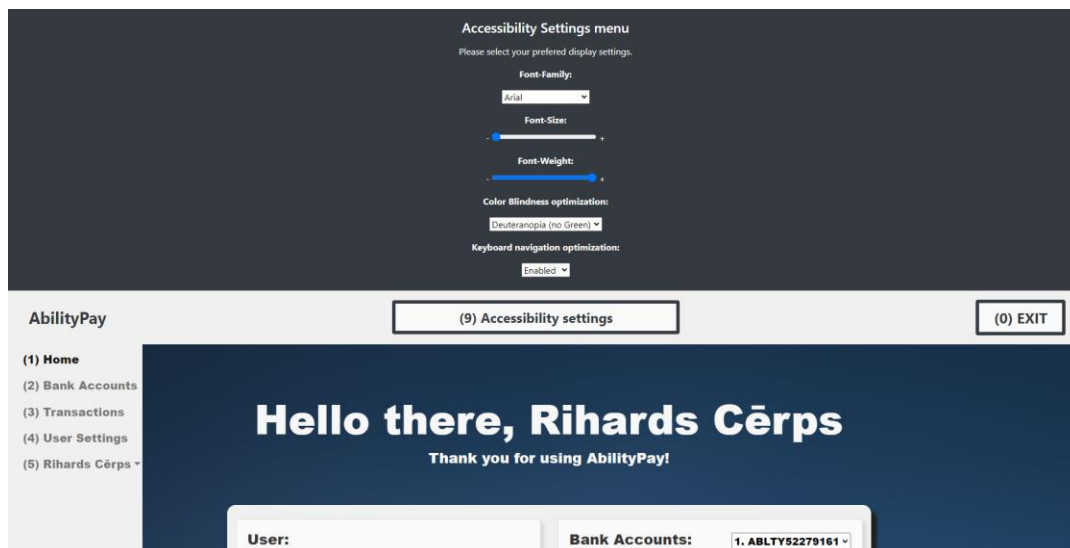 Accessibility Settings menu
Please select your prefered display settings.
Font-Family:
Arial
Font-Size:
- +
Font-Weight:
- +
Color Blindness optimization:
Deuteranopia (no Green)
Keyboard navigation optimization:
Enabled
AbilityPay
(9) Accessibility settings
(0) EXIT
(1) Home
(2) Bank Accounts
(3) Transactions
(4) User Settings
(5) Rihards Cērps
Hello there, Rihards Cērps
Thank you for using AbilityPay!
User:
Bank Accounts:
1. ABLTY52279161